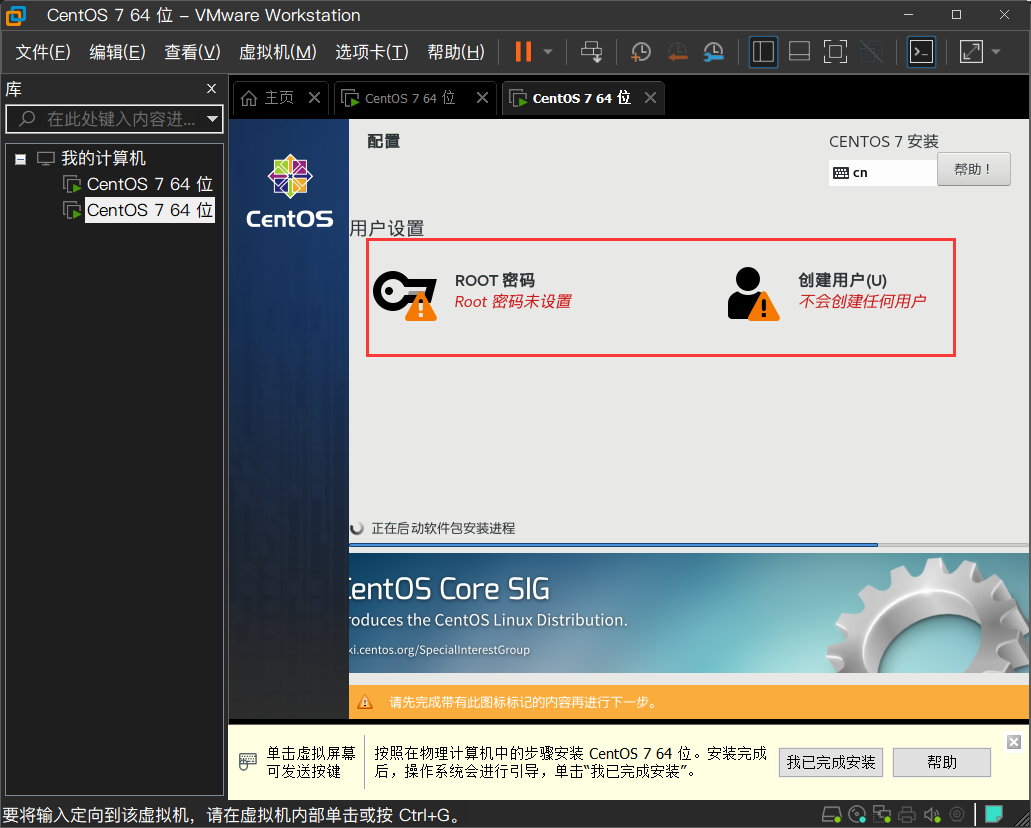 CentOS 7 64 位 - VMware Workstation
文件(F) 编辑(E) 查看(V) 虚拟机(M) 选项卡(T) 帮助(H)
库
在此处键入内容进...
我的计算机
CentOS 7 64 位
CentOS 7 64 位
主页
CentOS 7 64 位
CentOS 7 64 位
CentOS
配置
CENTOS 7 安装
cn
帮助！
用户设置
ROOT 密码
Root 密码未设置
创建用户(U)
不会创建任何用户
正在启动软件包安装进程
CentOS Core SIG
roduces the CentOS Linux Distribution.
ki.centos.org/SpecialInterestGroup
请先完成带有此图标标记的内容再进行下一步。
单击虚拟屏幕
可发送按键
按照在物理计算机中的步骤安装 CentOS 7 64 位。安装完成
后，操作系统会进行引导，单击“我已完成安装”。
我已完成安装
帮助
要将输入定向到该虚拟机，请在虚拟机内部单击或按 Ctrl+G。